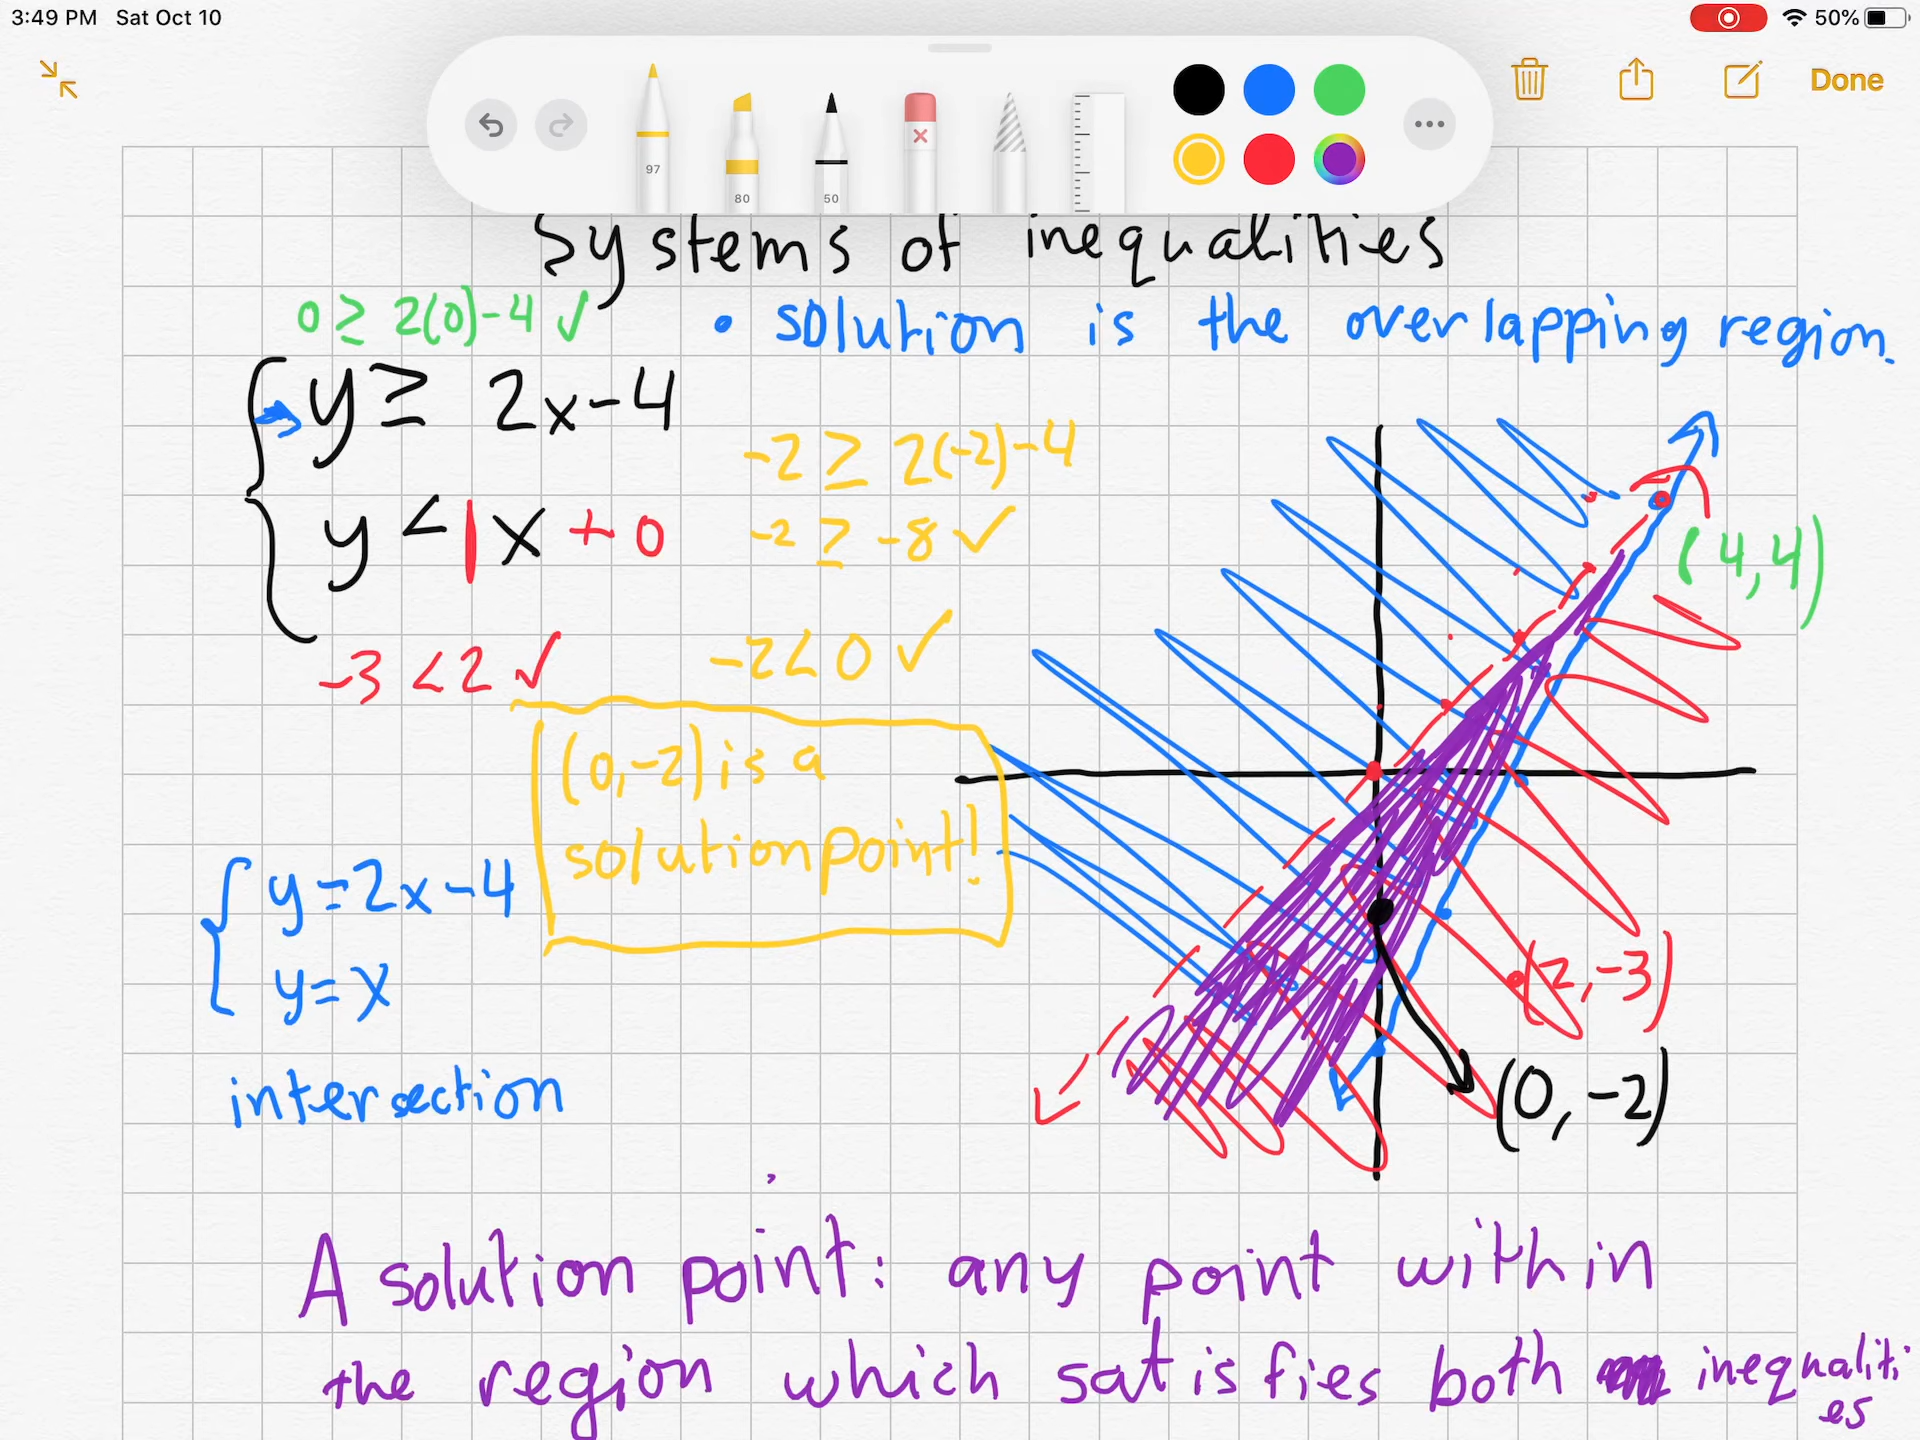 3:49 PM Sat Oct 10
50%
Done
97
80
50
Systems of inequalities
0 ≥ 2(0)-4 ✓
• solution is the overlapping region.
y ≥ 2x-4
-2 ≥ 2(-2)-4
y < 1x + 0
-2 ≥ -8 ✓
(4,4)
-3 < 2 ✓
-2 < 0 ✓
(0,-2) is a
solution point!
y=2x-4
y=x
(2,-3)
intersection
(0,-2)
A solution point: any point within
the region which satisfies both inequaliti
es